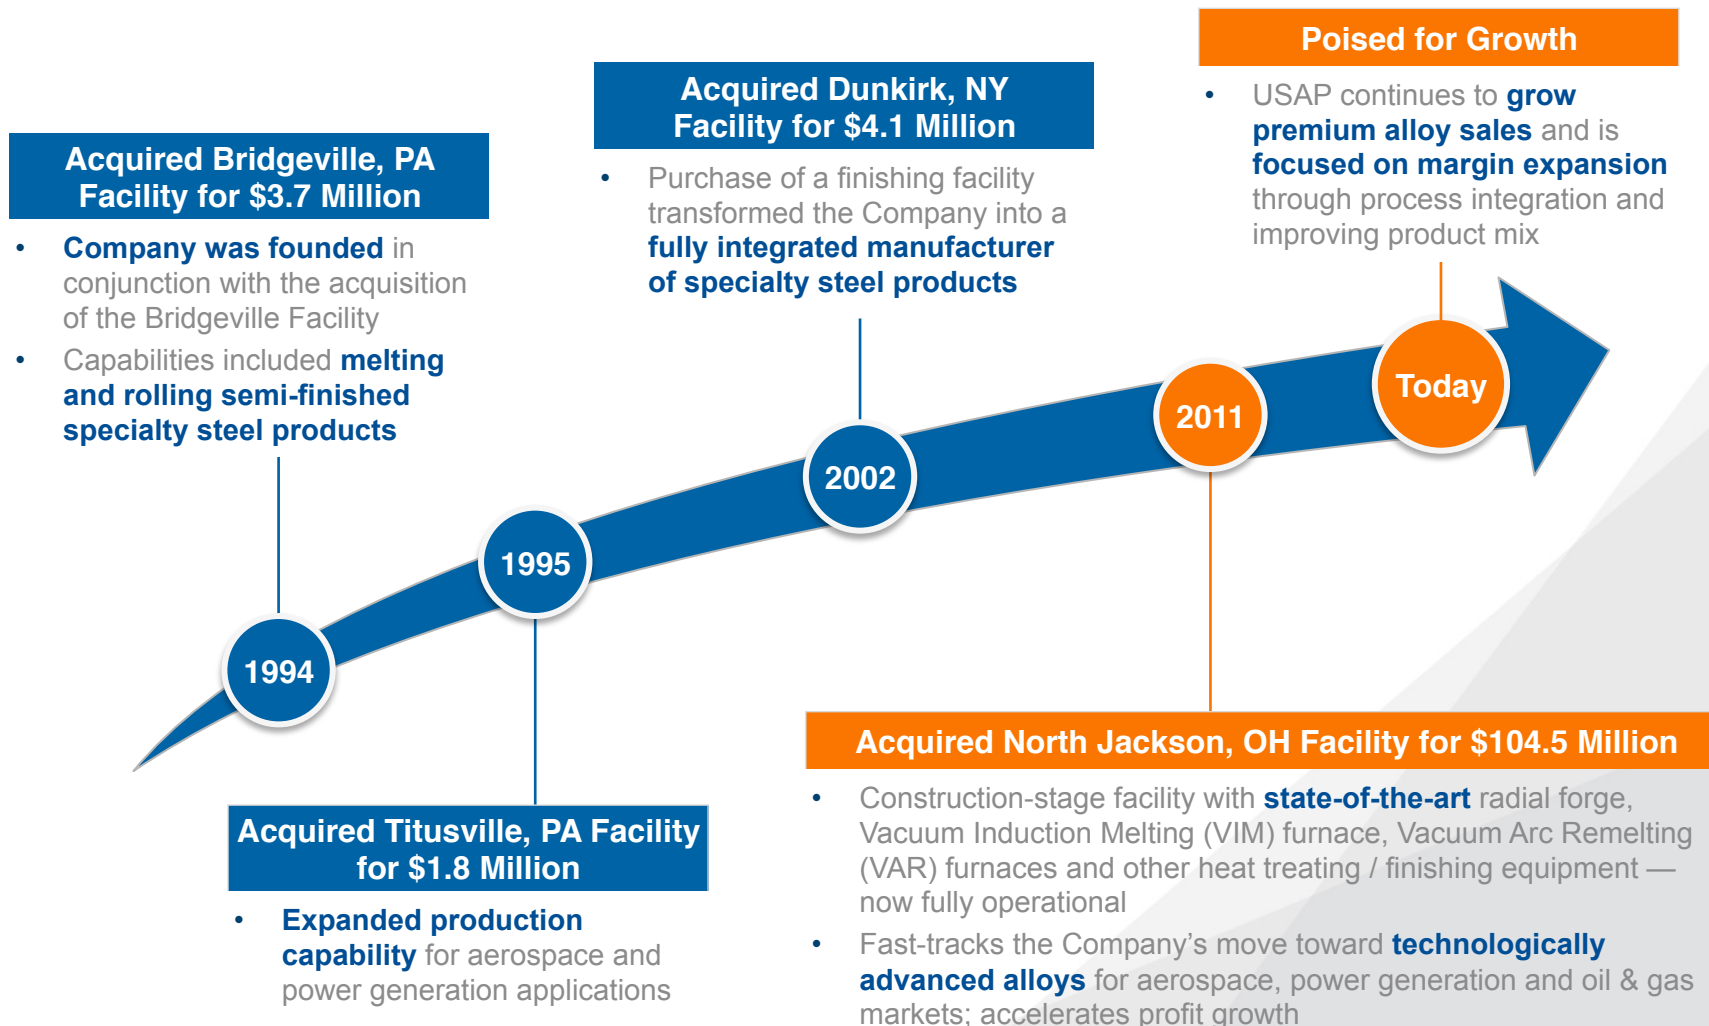 Acquired Bridgeville, PA
Facility for $3.7 Million
• Company was founded in
conjunction with the acquisition
of the Bridgeville Facility
• Capabilities included melting
and rolling semi-finished
specialty steel products
1994
1995
Acquired Titusville, PA Facility
for $1.8 Million
• Expanded production
capability for aerospace and
power generation applications
Acquired Dunkirk, NY
Facility for $4.1 Million
• Purchase of a finishing facility
transformed the Company into a
fully integrated manufacturer
of specialty steel products
2002
2011
Acquired North Jackson, OH Facility for $104.5 Million
• Construction-stage facility with state-of-the-art radial forge,
Vacuum Induction Melting (VIM) furnace, Vacuum Arc Remelting
(VAR) furnaces and other heat treating / finishing equipment —
now fully operational
• Fast-tracks the Company’s move toward technologically
advanced alloys for aerospace, power generation and oil & gas
markets; accelerates profit growth
Poised for Growth
• USAP continues to grow
premium alloy sales and is
focused on margin expansion
through process integration and
improving product mix
Today